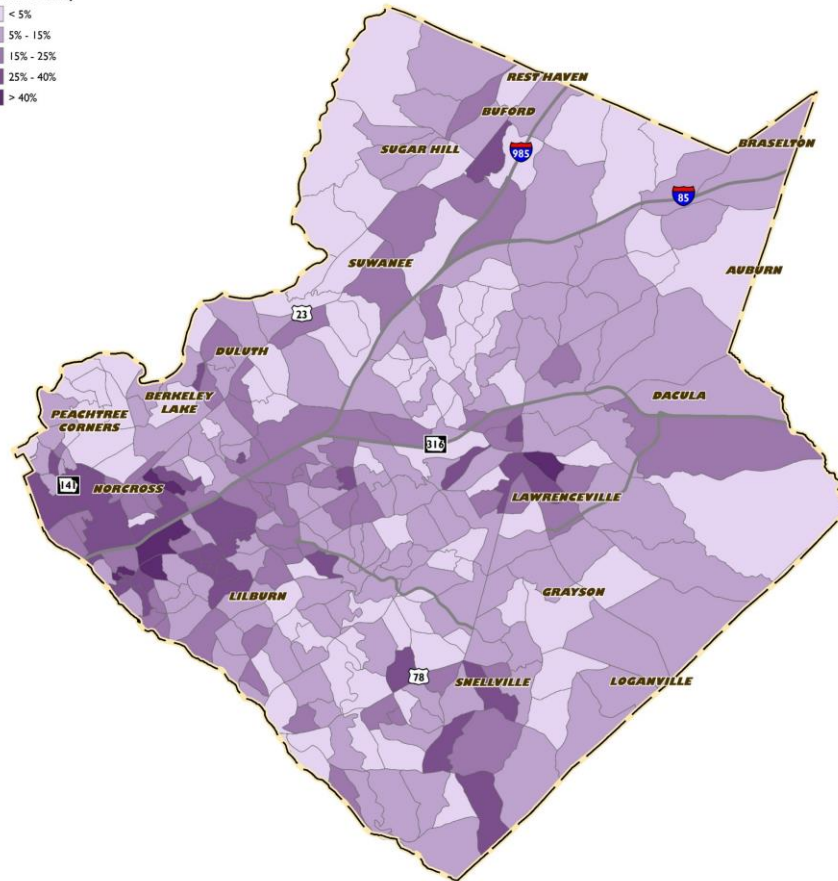 < 5%
5% - 15%
15% - 25%
25% - 40%
> 40%
REST HAVEN
BUFORD
SUGAR HILL
985
BRASELTON
85
SUWANEE
AUBURN
23
DULUTH
BERKELEY
LAKE
DACULA
PEACHTREE
CORNERS
316
141
NORCROSS
LAWRENCEVILLE
LILBURN
GRAYSON
78
SNELLVILLE
LOGANVILLE